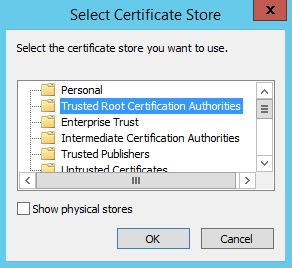 Select Certificate Store
x
Select the certificate store you want to use.
Personal
Trusted Root Certification Authorities
Enterprise Trust
Intermediate Certification Authorities
Trusted Publishers
Untrusted Certificates
Show physical stores
OK
Cancel